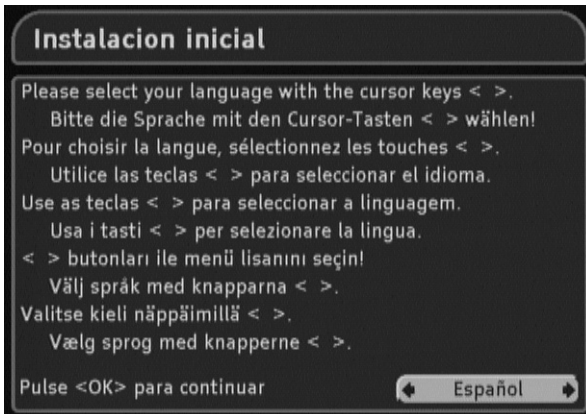 Instalacion inicial
Please select your language with the cursor keys < >.
Bitte die Sprache mit den Cursor-Tasten < > wählen!
Pour choisir la langue, sélectionnez les touches < >.
Utilice las teclas < > para seleccionar el idioma.
Use as teclas < > para seleccionar a linguagem.
Usa i tasti < > per selezionare la lingua.
< > butonları ile menü lisanını seçin!
Välj språk med knapparna < >.
Valitse kieli näppäimillä < >.
Vælg sprog med knapperne < >.
Pulse <OK> para continuar
Español